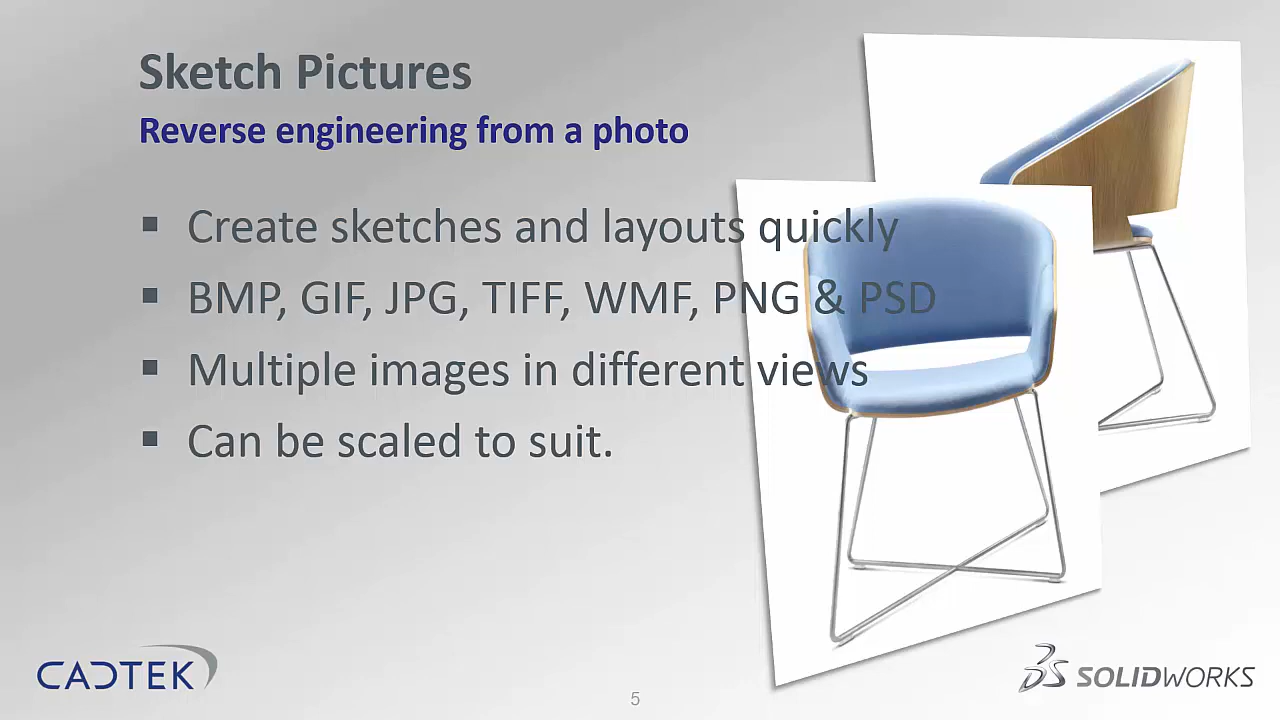 Sketch Pictures
Reverse engineering from a photo
▪ Create sketches and layouts quickly
▪ BMP, GIF, JPG, TIFF, WMF, PNG & PSD
▪ Multiple images in different views
▪ Can be scaled to suit.
CADTEK
5
3DS SOLIDWORKS